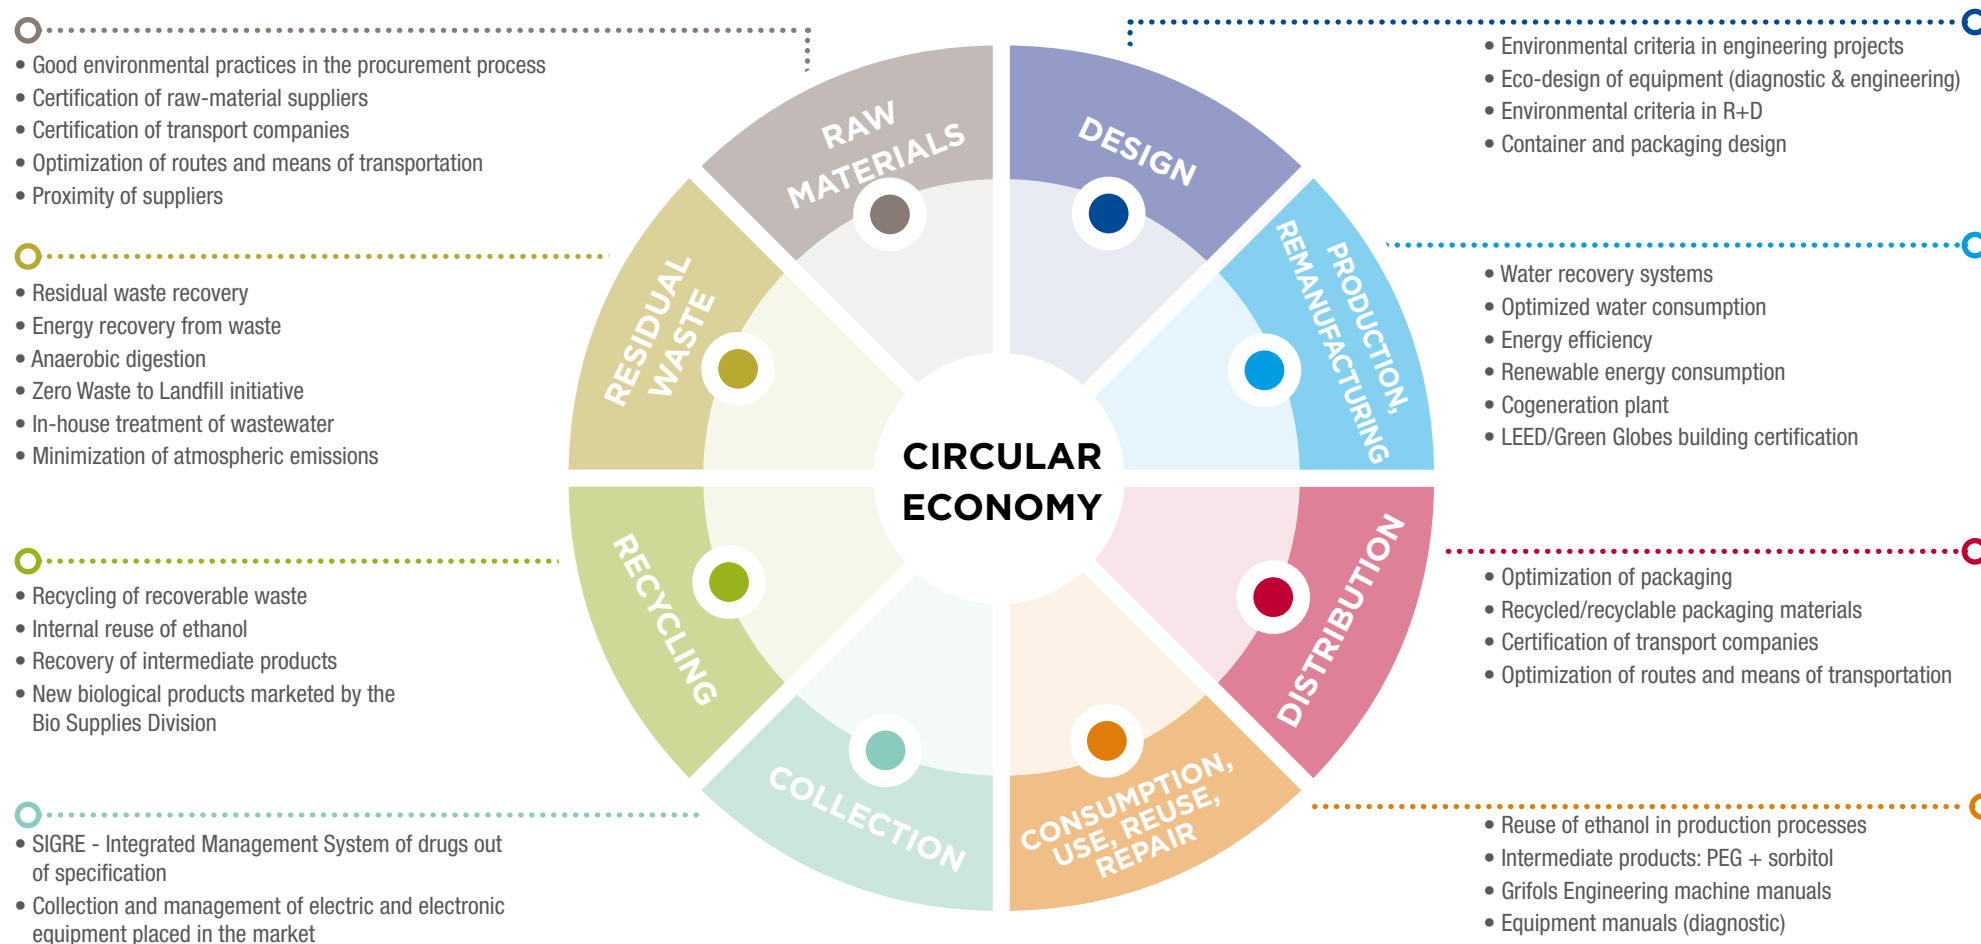 • Good environmental practices in the procurement process
• Certification of raw-material suppliers
• Certification of transport companies
• Optimization of routes and means of transportation
• Proximity of suppliers
• Residual waste recovery
• Energy recovery from waste
• Anaerobic digestion
• Zero Waste to Landfill initiative
• In-house treatment of wastewater
• Minimization of atmospheric emissions
• Recycling of recoverable waste
• Internal reuse of ethanol
• Recovery of intermediate products
• New biological products marketed by the
Bio Supplies Division
• SIGRE - Integrated Management System of drugs out
of specification
• Collection and management of electric and electronic
equipment placed in the market
RAW
MATERIALS
DESIGN
PRODUCTION,
REMANUFACTURING
DISTRIBUTION
CONSUMPTION,
USE, REUSE,
REPAIR
COLLECTION
RECYCLING
RESIDUAL
WASTE
CIRCULAR
ECONOMY
• Environmental criteria in engineering projects
• Eco-design of equipment (diagnostic & engineering)
• Environmental criteria in R+D
• Container and packaging design
• Water recovery systems
• Optimized water consumption
• Energy efficiency
• Renewable energy consumption
• Cogeneration plant
• LEED/Green Globes building certification
• Optimization of packaging
• Recycled/recyclable packaging materials
• Certification of transport companies
• Optimization of routes and means of transportation
• Reuse of ethanol in production processes
• Intermediate products: PEG + sorbitol
• Grifols Engineering machine manuals
• Equipment manuals (diagnostic)